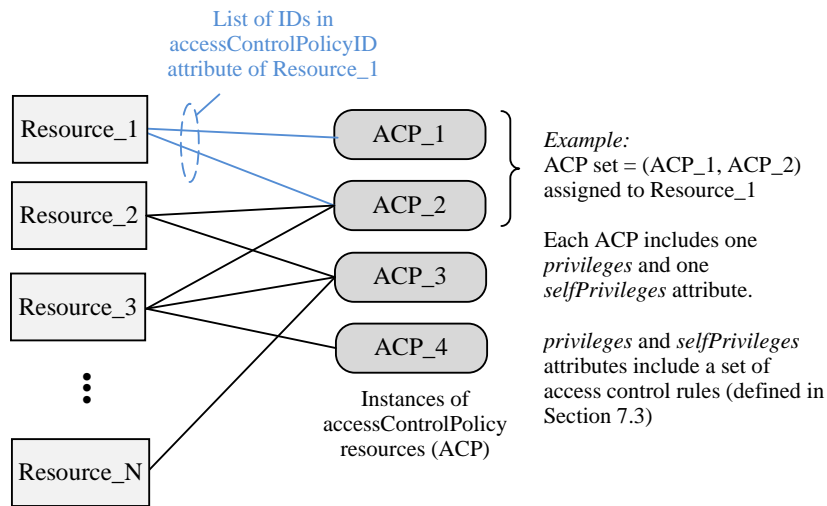 List of IDs in
accessControlPolicyID
attribute of Resource_1
Resource_1
Resource_2
Resource_3
Resource_N
ACP_1
ACP_2
ACP_3
ACP_4
Instances of
accessControlPolicy
resources (ACP)
Example:
ACP set = (ACP_1, ACP_2)
assigned to Resource_1
Each ACP includes one
privileges and one
selfPrivileges attribute.
privileges and selfPrivileges
attributes include a set of
access control rules (defined in
Section 7.3)